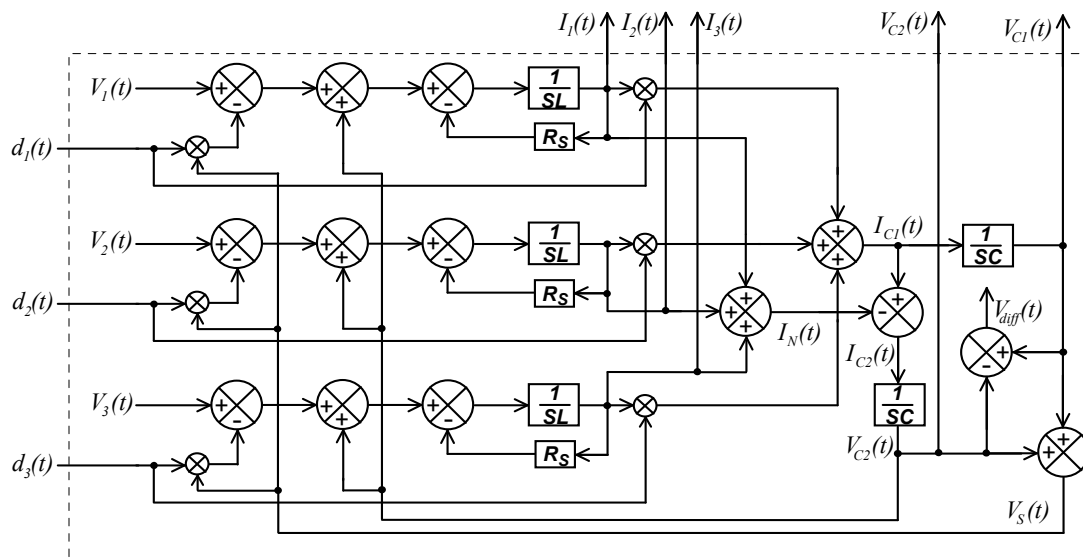 I1(t) I2(t) I3(t) VC2(t) VC1(t)
V1(t) + - + + + - 1/SL
d1(t) RS
V2(t) + - + + + - 1/SL + + + IC1(t) 1/SC
d2(t) RS + + + IN(t) + - Vdiff(t)
IC2(t) - +
V3(t) + - + + + - 1/SL 1/SC
d3(t) RS VC2(t) + +
VS(t)